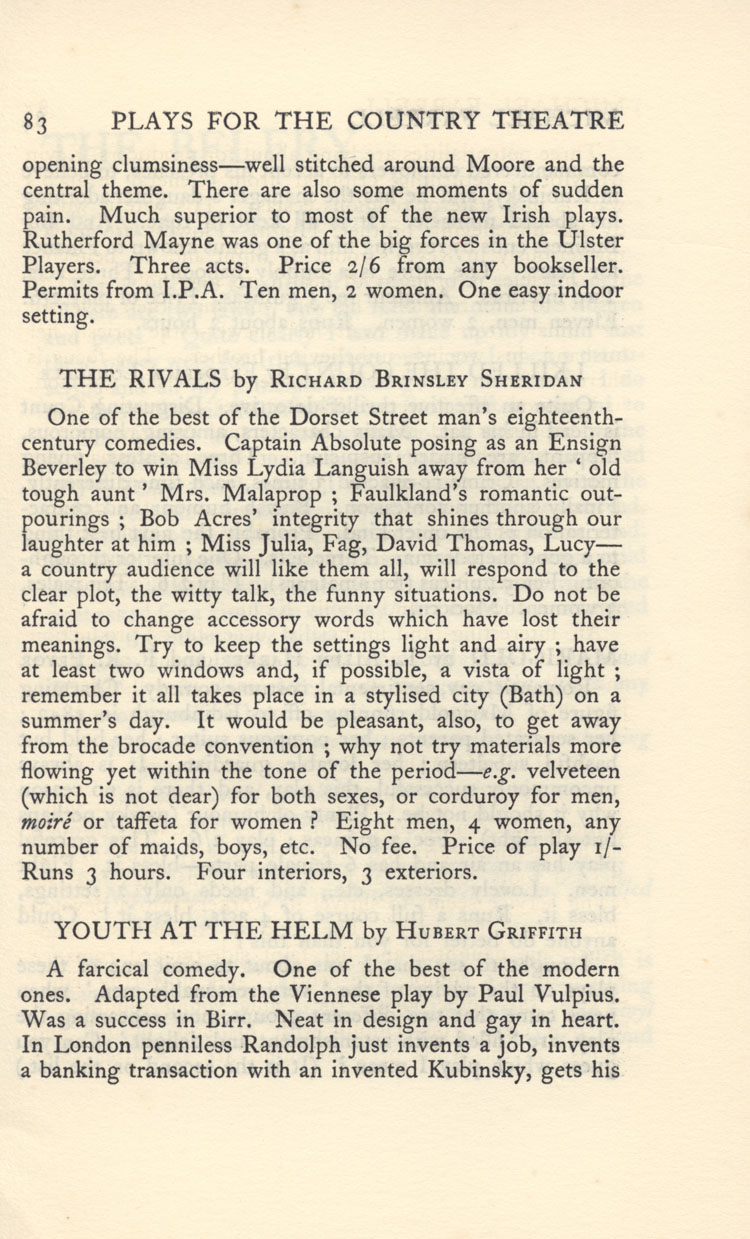 83 PLAYS FOR THE COUNTRY THEATRE
opening clumsiness—well stitched around Moore and the
central theme. There are also some moments of sudden
pain. Much superior to most of the new Irish plays.
Rutherford Mayne was one of the big forces in the Ulster
Players. Three acts. Price 2/6 from any bookseller.
Permits from I.P.A. Ten men, 2 women. One easy indoor
setting.
THE RIVALS by RICHARD BRINSLEY SHERIDAN
One of the best of the Dorset Street man's eighteenth-
century comedies. Captain Absolute posing as an Ensign
Beverley to win Miss Lydia Languish away from her ‘ old
tough aunt ’ Mrs. Malaprop ; Faulkland's romantic out-
pourings ; Bob Acres' integrity that shines through our
laughter at him ; Miss Julia, Fag, David Thomas, Lucy—
a country audience will like them all, will respond to the
clear plot, the witty talk, the funny situations. Do not be
afraid to change accessory words which have lost their
meanings. Try to keep the settings light and airy ; have
at least two windows and, if possible, a vista of light ;
remember it all takes place in a stylised city (Bath) on a
summer's day. It would be pleasant, also, to get away
from the brocade convention ; why not try materials more
flowing yet within the tone of the period—e.g. velveteen
(which is not dear) for both sexes, or corduroy for men,
moiré or taffeta for women ? Eight men, 4 women, any
number of maids, boys, etc. No fee. Price of play 1/-
Runs 3 hours. Four interiors, 3 exteriors.
YOUTH AT THE HELM by HUBERT GRIFFITH
A farcical comedy. One of the best of the modern
ones. Adapted from the Viennese play by Paul Vulpius.
Was a success in Birr. Neat in design and gay in heart.
In London penniless Randolph just invents a job, invents
a banking transaction with an invented Kubinsky, gets his